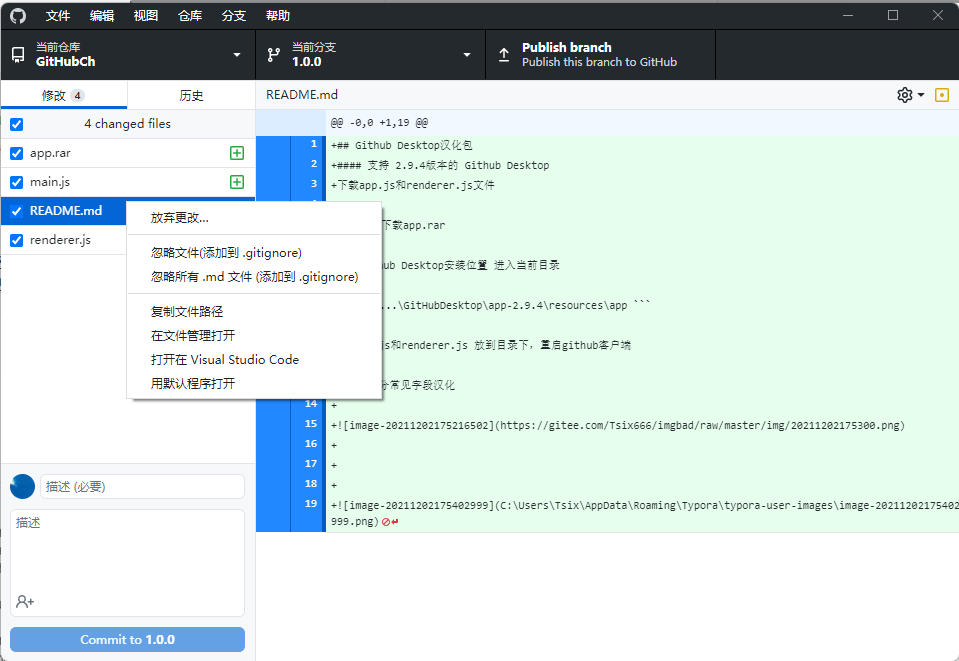 文件 编辑 视图 仓库 分支 帮助
当前仓库
GitHubCh
当前分支
1.0.0
Publish branch
Publish this branch to GitHub
修改 4
历史
README.md
4 changed files
app.rar
main.js
README.md
renderer.js
放弃更改...
忽略文件(添加到 .gitignore)
忽略所有 .md 文件 (添加到 .gitignore)
复制文件路径
在文件管理打开
打开在 Visual Studio Code
用默认程序打开
@@ -0,0 +1,19 @@
1 +## Github Desktop汉化包
2 +#### 支持 2.9.4版本的 Github Desktop
3 +下载app.js和renderer.js文件
下载app.rar
ub Desktop安装位置 进入当前目录
...\GitHubDesktop\app-2.9.4\resources\app ```
s和renderer.js 放到目录下，重启github客户端
分常见字段汉化
14 +
15 +![image-20211202175216502](https://gitee.com/Tsix666/imgbad/raw/master/img/20211202175300.png)
16 +
17 +
18 +
19 +![image-20211202175402999](C:\Users\Tsix\AppData\Roaming\Typora\typora-user-images\image-20211202175402
999.png)
描述 (必要)
描述
Commit to 1.0.0